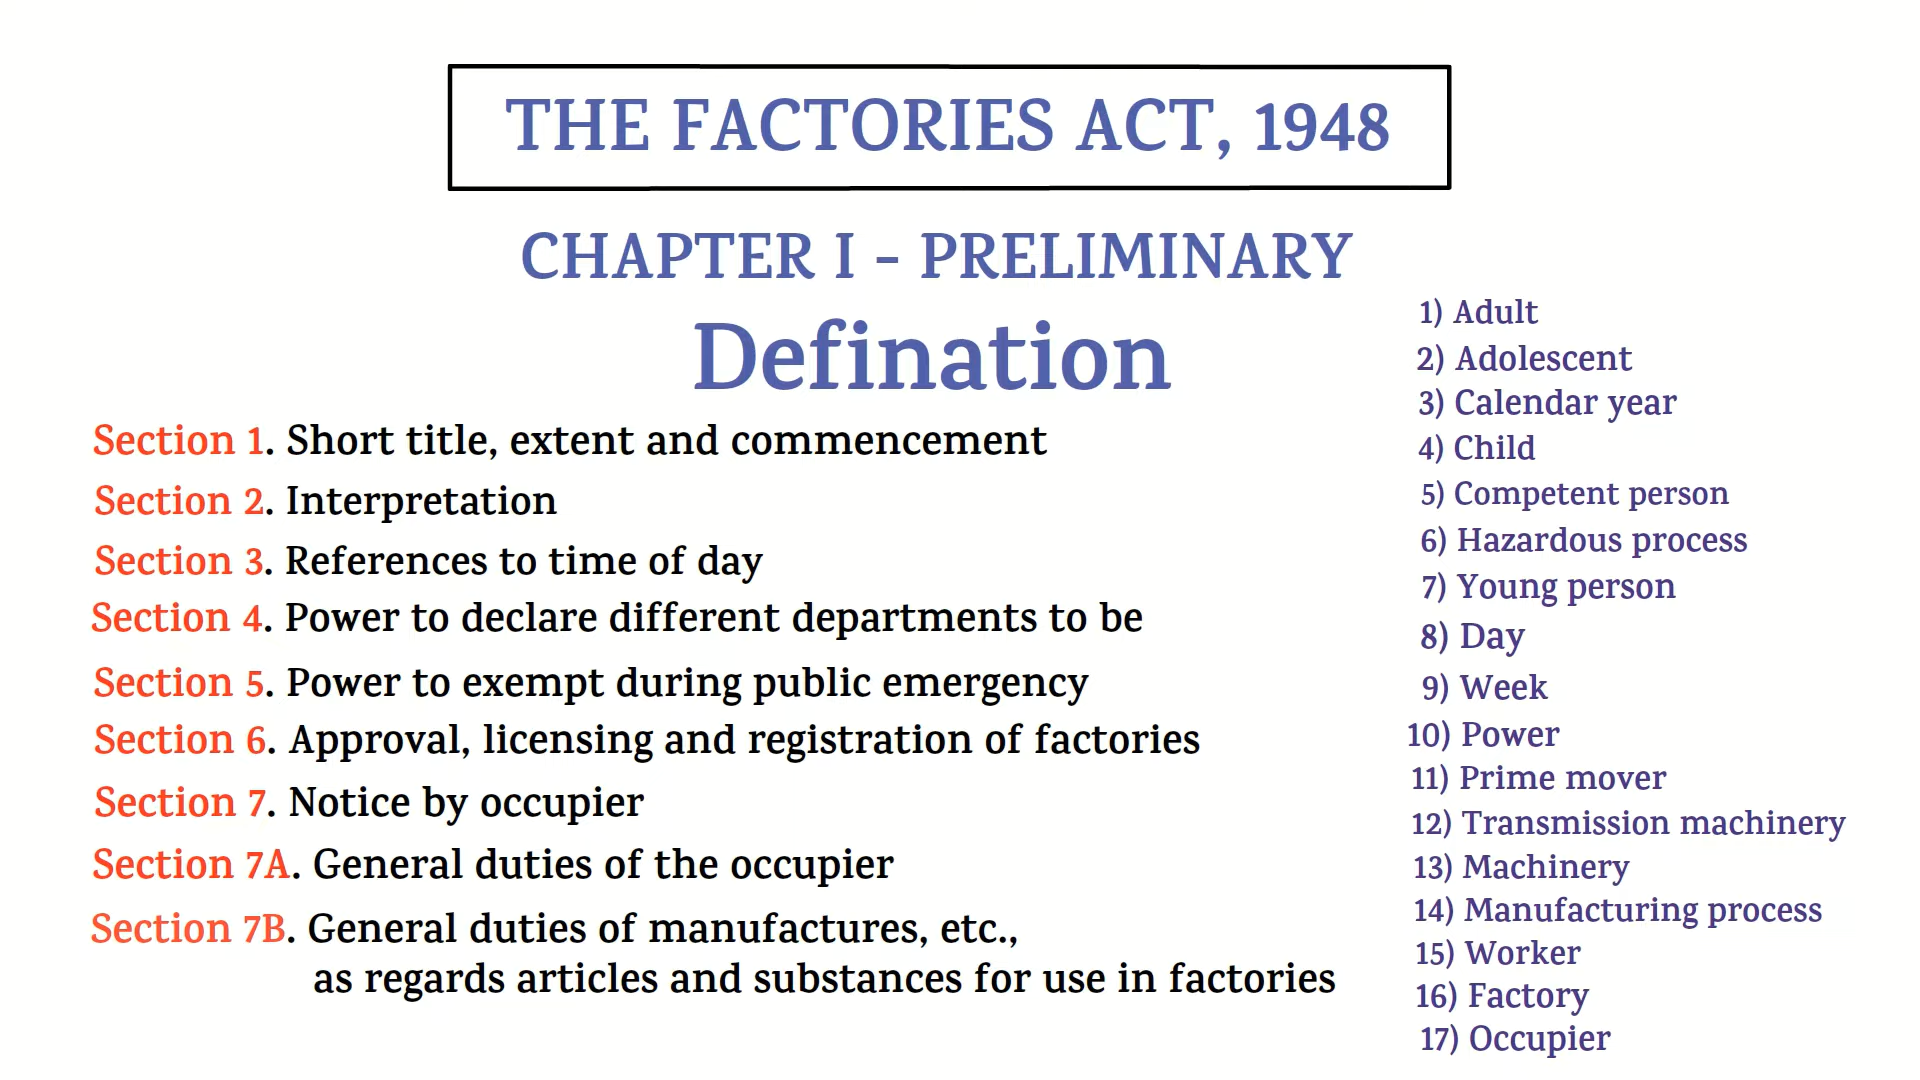 THE FACTORIES ACT, 1948
CHAPTER I - PRELIMINARY
Defination
Section 1. Short title, extent and commencement
Section 2. Interpretation
Section 3. References to time of day
Section 4. Power to declare different departments to be
Section 5. Power to exempt during public emergency
Section 6. Approval, licensing and registration of factories
Section 7. Notice by occupier
Section 7A. General duties of the occupier
Section 7B. General duties of manufactures, etc.,
as regards articles and substances for use in factories
1) Adult
2) Adolescent
3) Calendar year
4) Child
5) Competent person
6) Hazardous process
7) Young person
8) Day
9) Week
10) Power
11) Prime mover
12) Transmission machinery
13) Machinery
14) Manufacturing process
15) Worker
16) Factory
17) Occupier